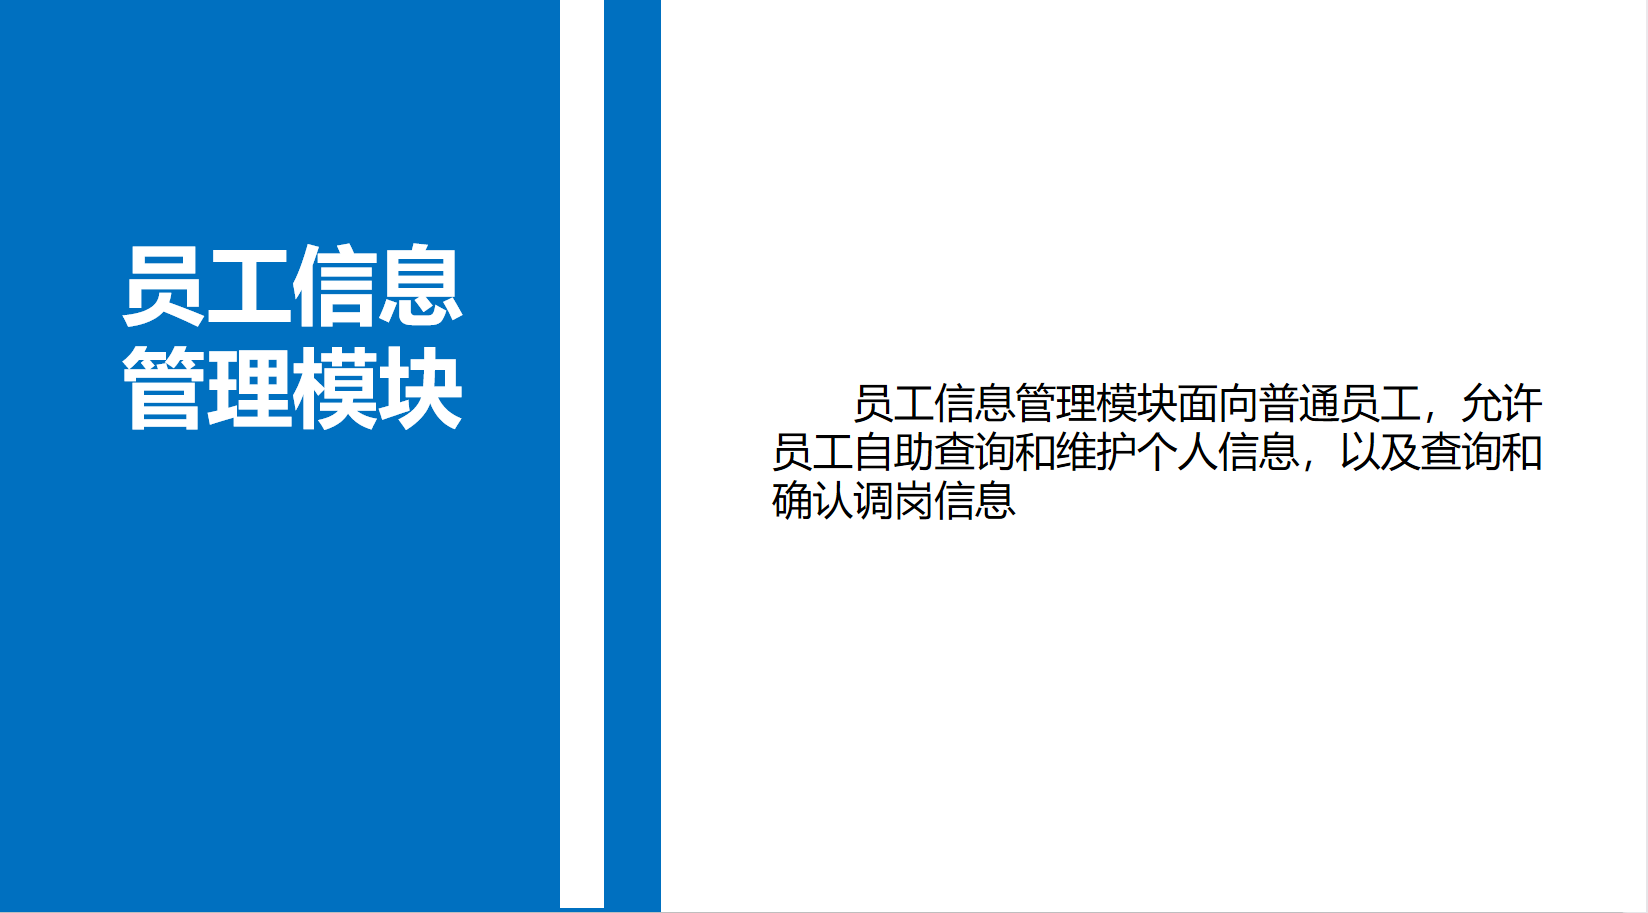 员工信息
管理模块
员工信息管理模块面向普通员工，允许
员工自助查询和维护个人信息，以及查询和
确认调岗信息